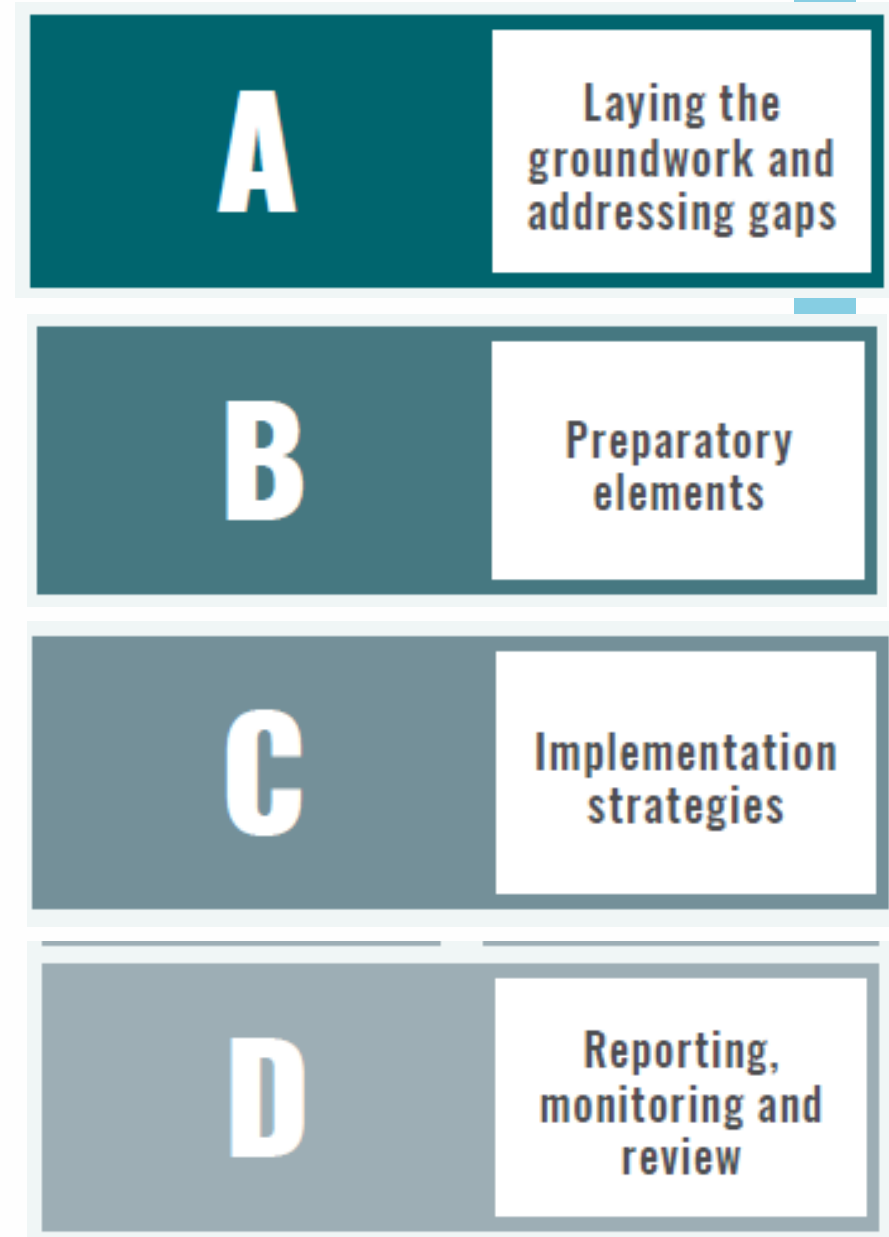 A
Laying the
groundwork and
addressing gaps
B
Preparatory
elements
C
Implementation
strategies
D
Reporting,
monitoring and
review